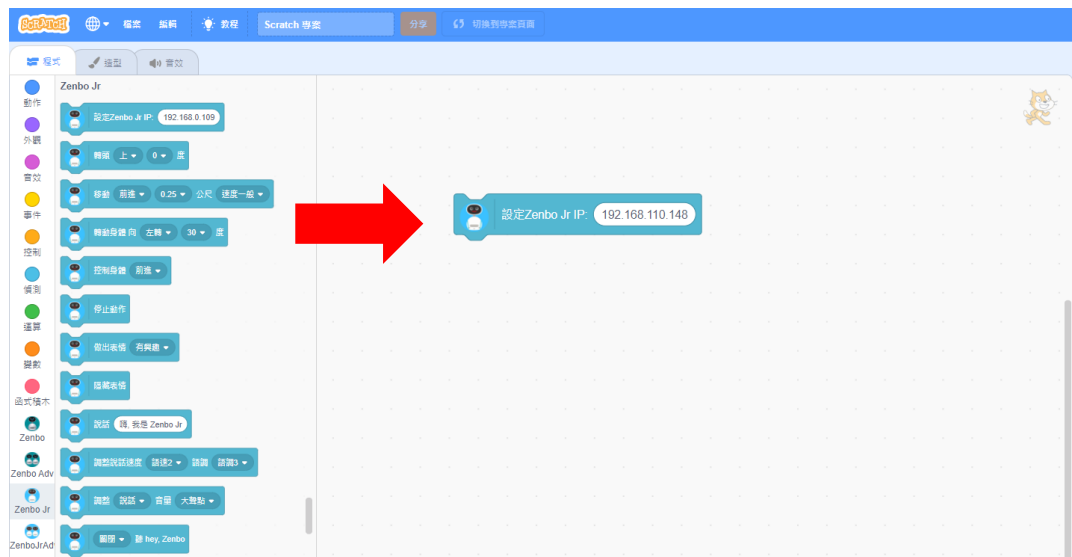 SCRATCH 檔案 編輯 教程 Scratch 專案 分享 切換到專案頁面
程式 造型 音效
動作
外觀
音效
事件
控制
偵測
運算
變數
函式積木
Zenbo
Zenbo Adv
Zenbo Jr
ZenboJrAd
Zenbo Jr
設定Zenbo Jr IP: 192.168.0.109
轉頭 上 0 度
移動 前進 0.25 公尺 速度一般
轉動身體 向 左轉 30 度
控制身體 前進
停止動作
做出表情 有興趣
隱藏表情
說話 嗨, 我是 Zenbo Jr
調整說話速度 語速2 語調 語調3
調整 說話 音量 大聲點
關閉 聽 hey, Zenbo
設定Zenbo Jr IP: 192.168.110.148